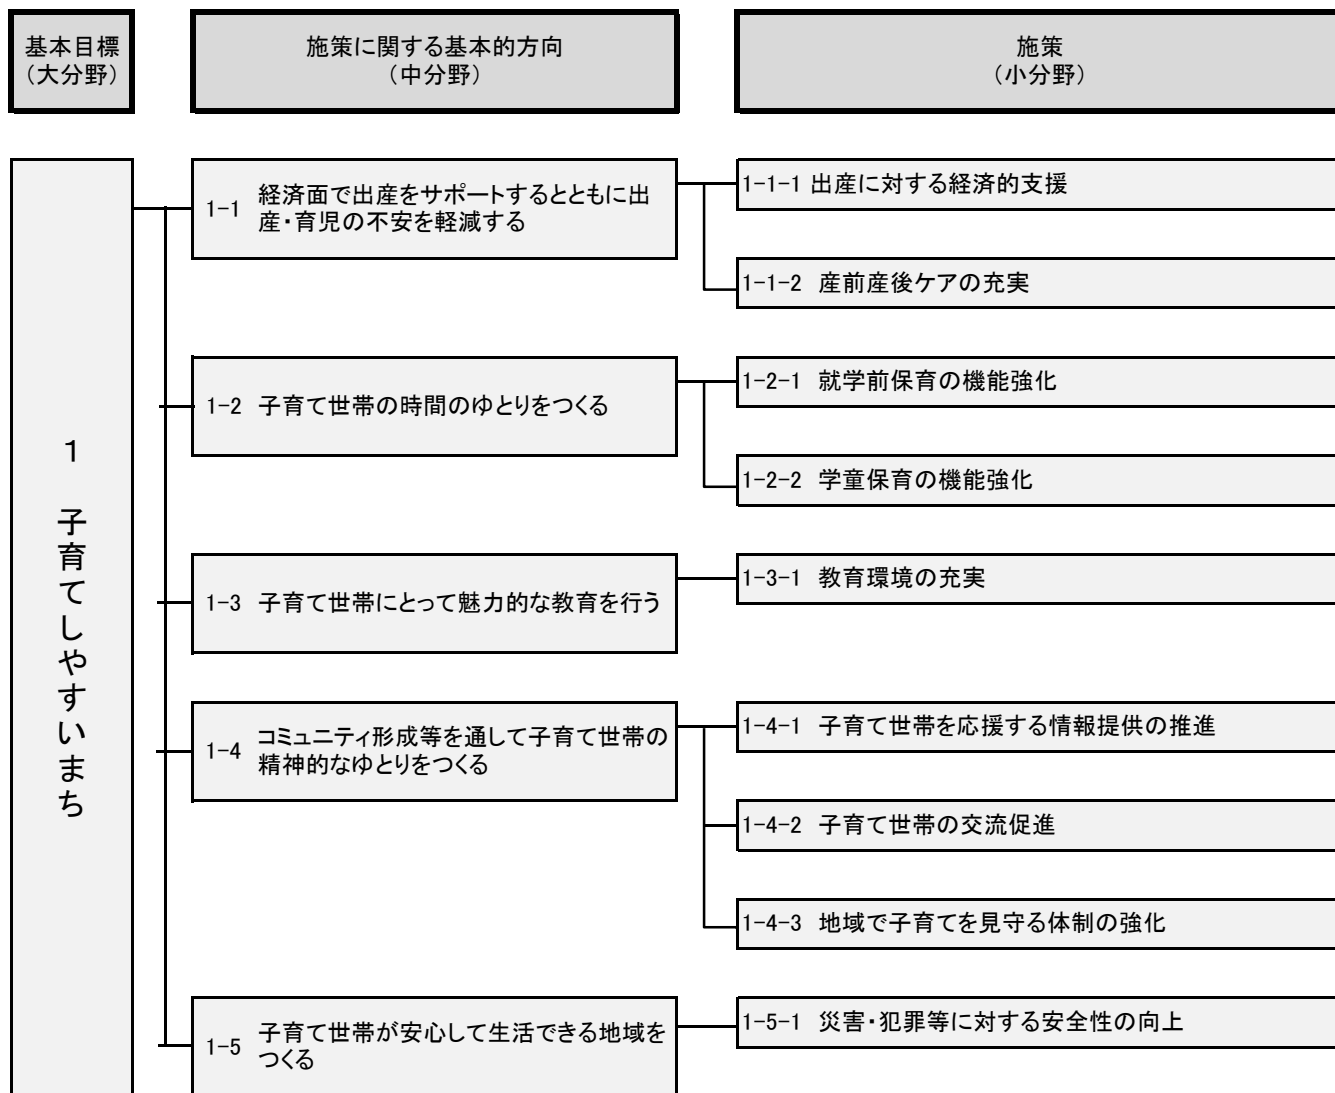 基本目標
（大分野）
施策に関する基本的方向
（中分野）
施策
（小分野）
1 子育てしやすいまち
1-1 経済面で出産をサポートするとともに出
産・育児の不安を軽減する
1-1-1 出産に対する経済的支援
1-1-2 産前産後ケアの充実
1-2 子育て世帯の時間のゆとりをつくる
1-2-1 就学前保育の機能強化
1-2-2 学童保育の機能強化
1-3 子育て世帯にとって魅力的な教育を行う
1-3-1 教育環境の充実
1-4 コミュニティ形成等を通して子育て世帯の
精神的なゆとりをつくる
1-4-1 子育て世帯を応援する情報提供の推進
1-4-2 子育て世帯の交流促進
1-4-3 地域で子育てを見守る体制の強化
1-5 子育て世帯が安心して生活できる地域を
つくる
1-5-1 災害・犯罪等に対する安全性の向上